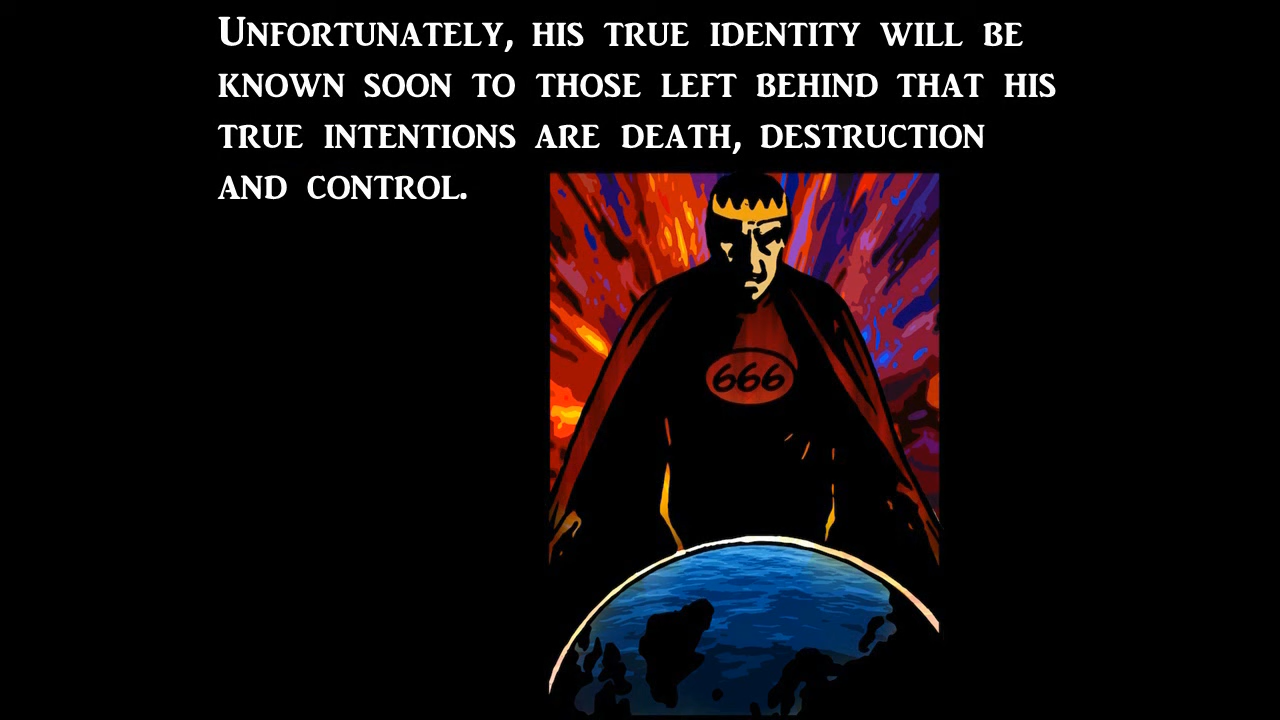 Unfortunately, his true identity will be
known soon to those left behind that his
true intentions are death, destruction
and control.
666